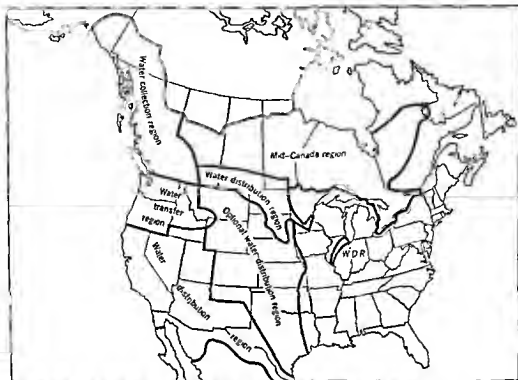 Water collection region
Mid-Canada region
Water distribution region
Water
transfer
region
Optional water distribution region
WDR
Water
distribution
region